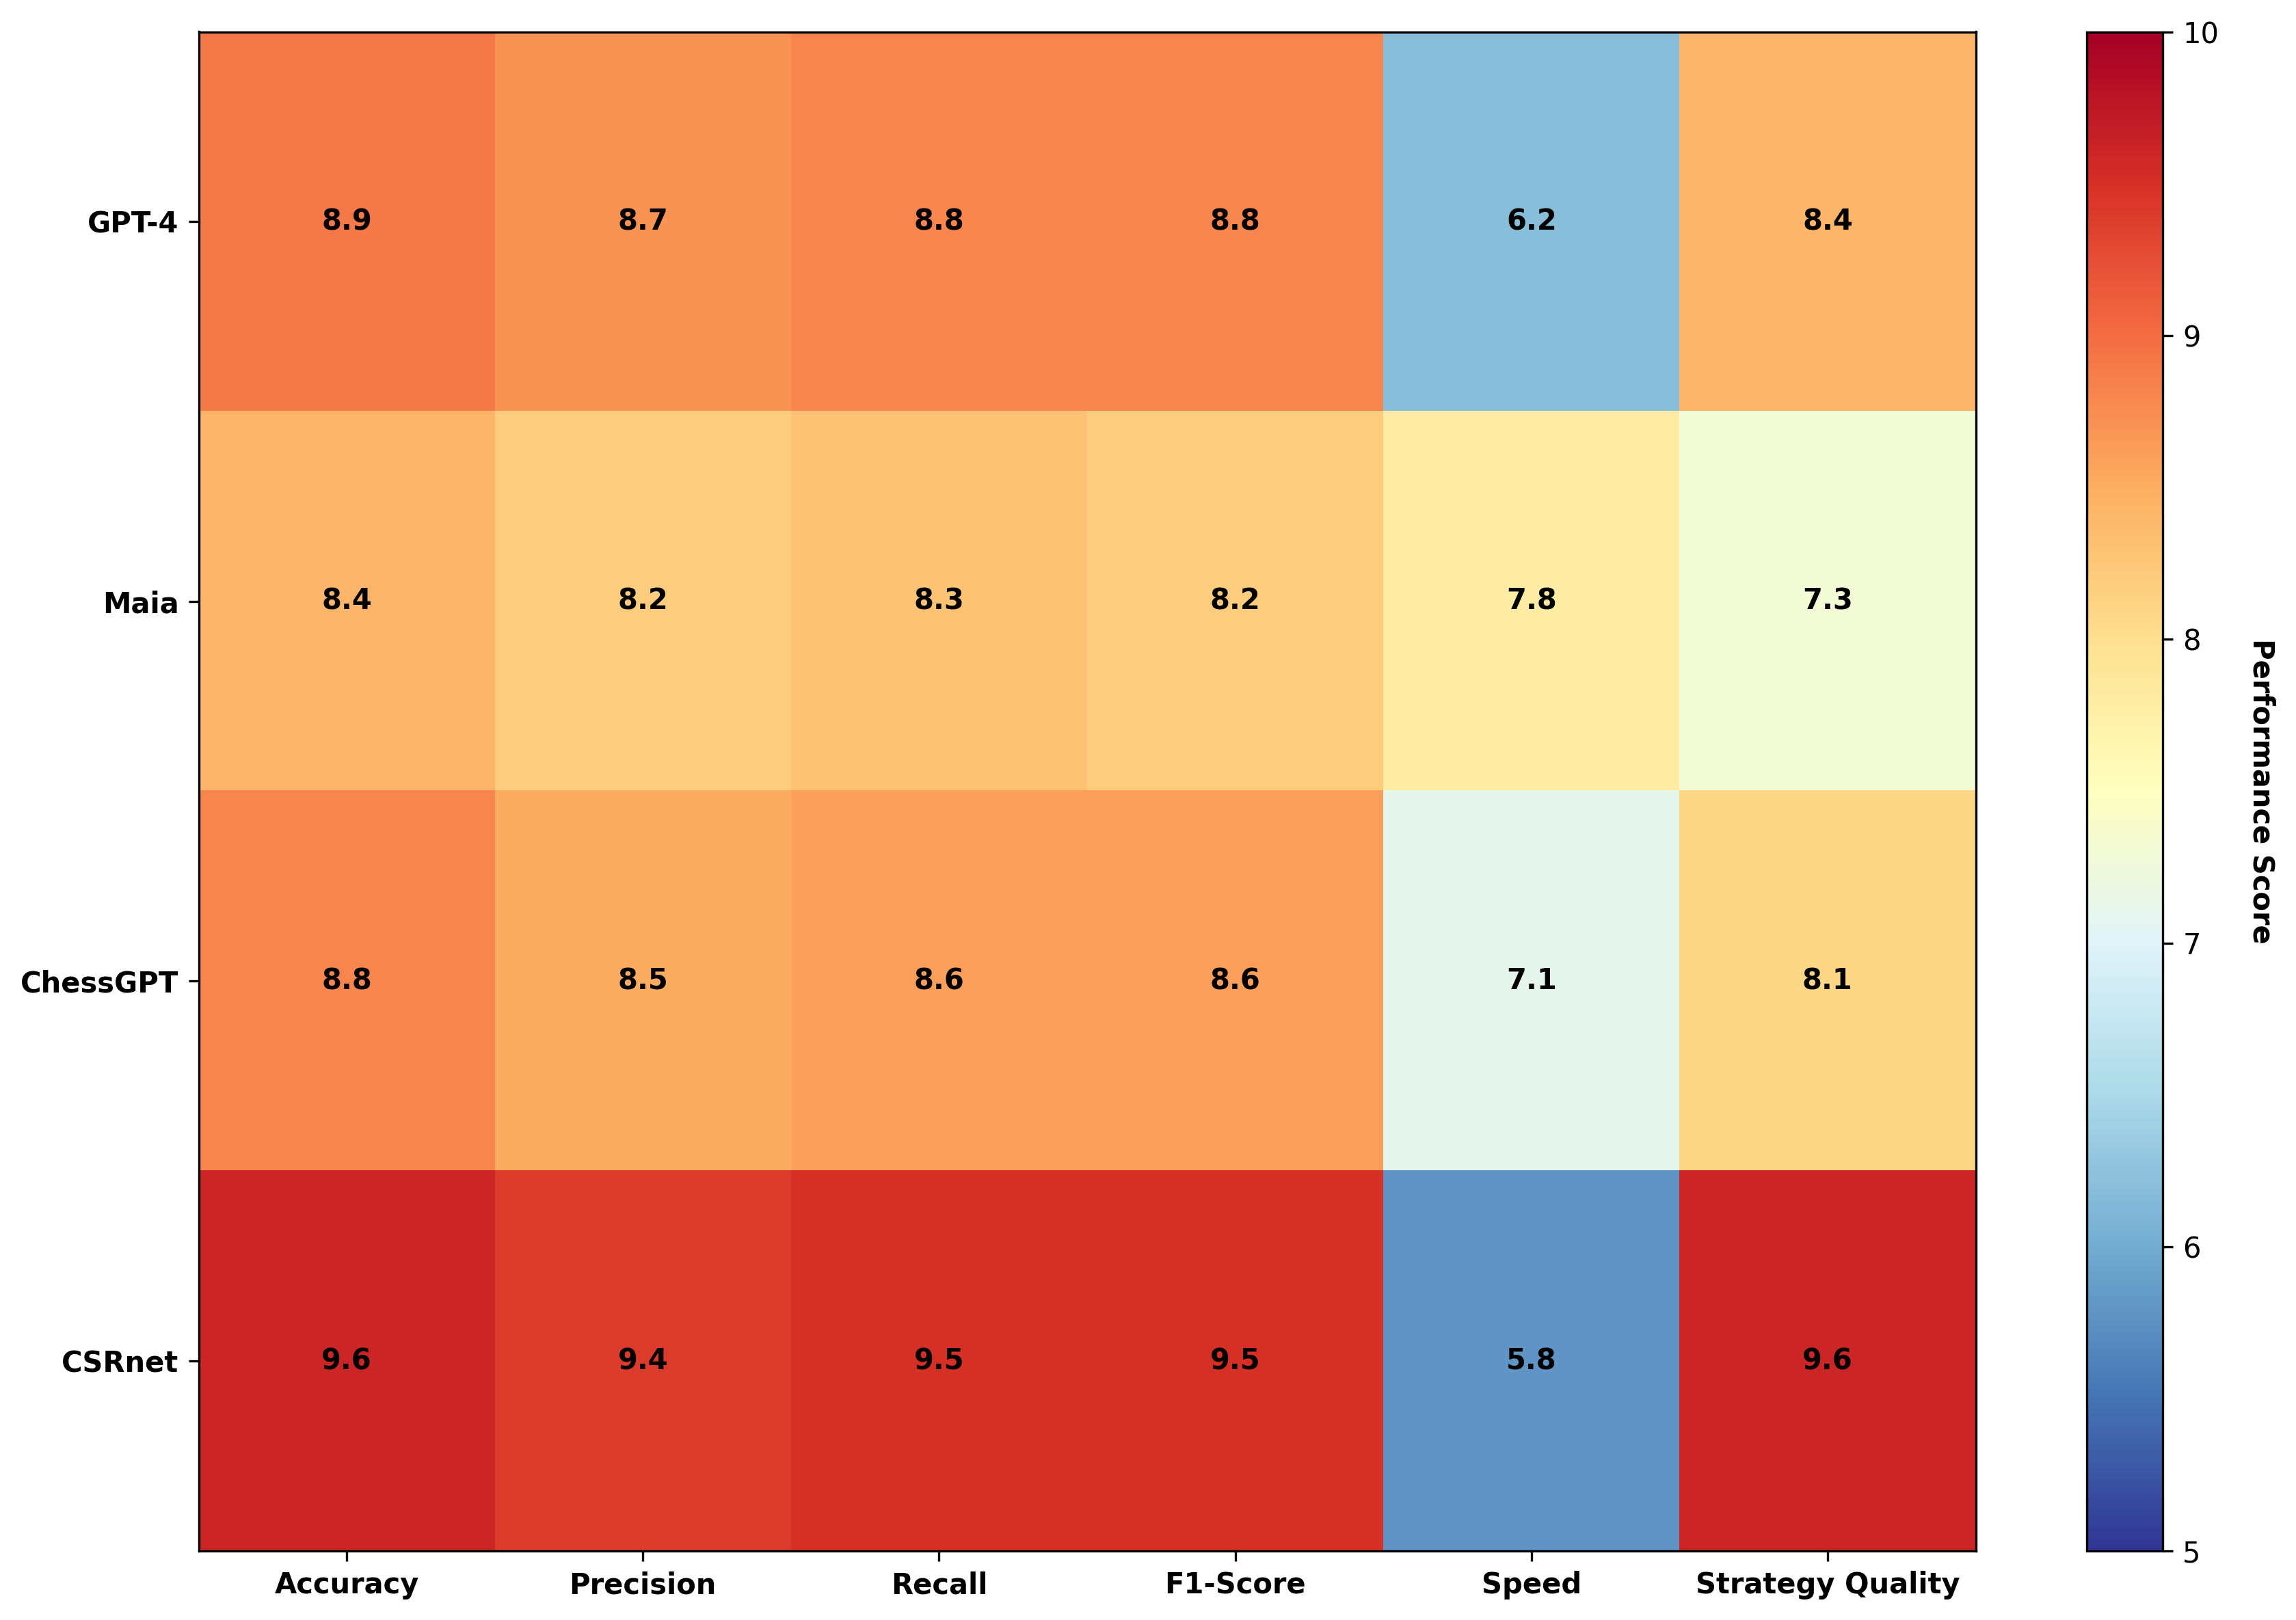 GPT-4 8.9 8.7 8.8 8.8 6.2 8.4
Maia 8.4 8.2 8.3 8.2 7.8 7.3
ChessGPT 8.8 8.5 8.6 8.6 7.1 8.1
CSRnet 9.6 9.4 9.5 9.5 5.8 9.6
Accuracy Precision Recall F1-Score Speed Strategy Quality
10
9
8
7
6
5
Performance Score